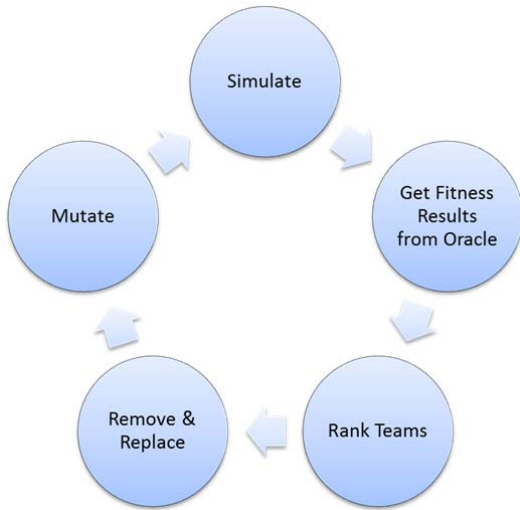 Simulate
Get Fitness
Results
from Oracle
Rank Teams
Remove &
Replace
Mutate